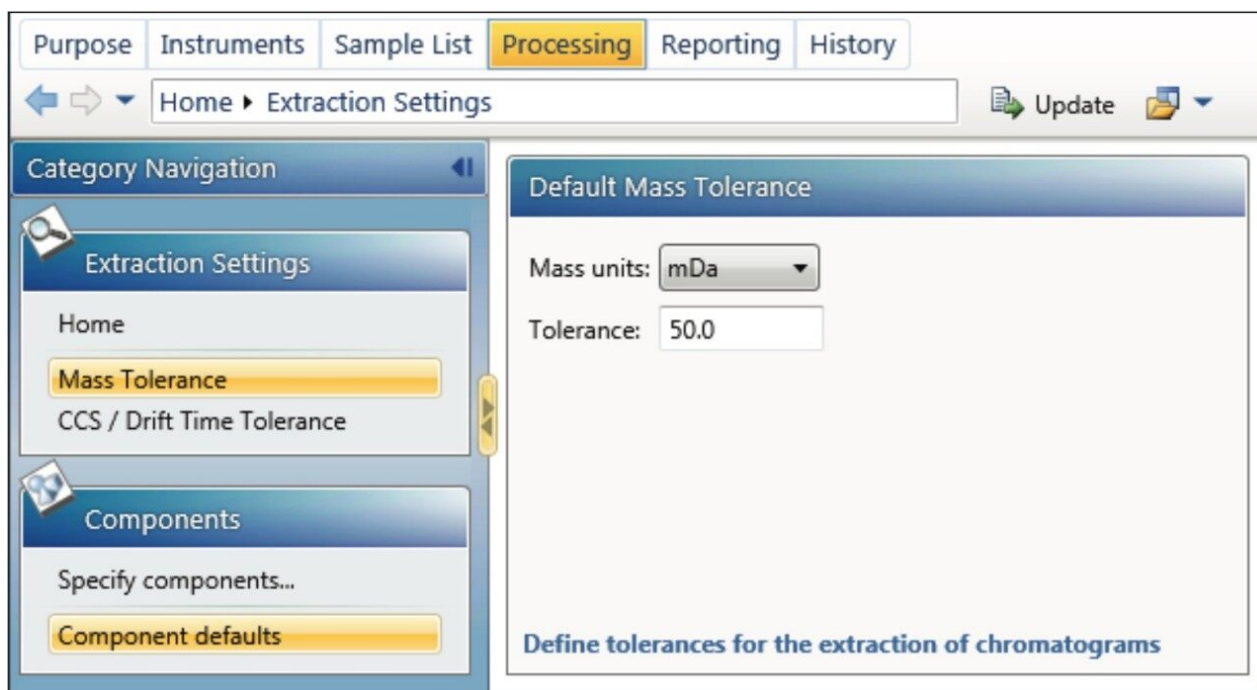 Purpose Instruments Sample List Processing Reporting History
Home ▸ Extraction Settings Update
Category Navigation
Extraction Settings
Home
Mass Tolerance
CCS / Drift Time Tolerance
Components
Specify components...
Component defaults
Default Mass Tolerance
Mass units: mDa
Tolerance: 50.0
Define tolerances for the extraction of chromatograms